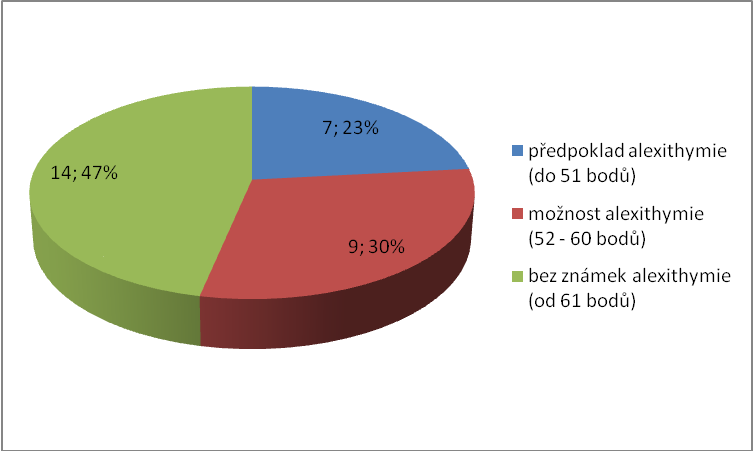 7; 23%
14; 47%
9; 30%
předpoklad alexithymie
(do 51 bodů)
možnost alexithymie
(52 - 60 bodů)
bez známek alexithymie
(od 61 bodů)